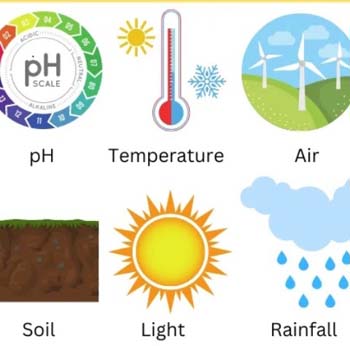 ACIDIC
pH
SCALE
NEUTRAL
ALKALINE
pH
Temperature
Air
Soil
Light
Rainfall